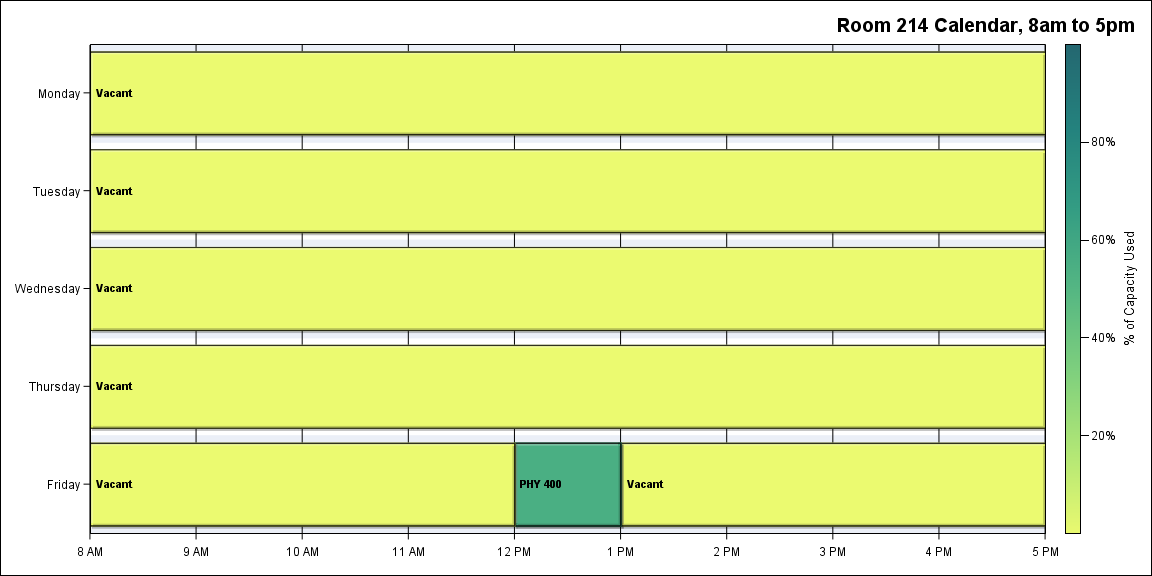 Room 214 Calendar, 8am to 5pm
Monday
Vacant
Tuesday
Vacant
Wednesday
Vacant
Thursday
Vacant
Friday
Vacant
PHY 400
Vacant
8 AM
9 AM
10 AM
11 AM
12 PM
1 PM
2 PM
3 PM
4 PM
5 PM
80%
60%
40%
20%
% of Capacity Used